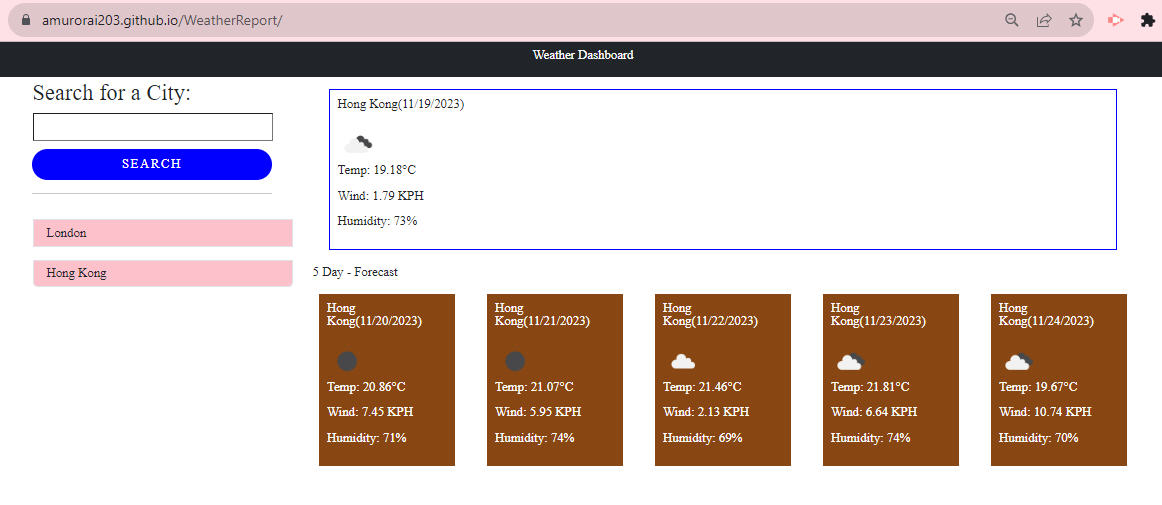 amurorai203.github.io/WeatherReport/
Weather Dashboard
Search for a City:
SEARCH
London
Hong Kong
Hong Kong(11/19/2023)
Temp: 19.18°C
Wind: 1.79 KPH
Humidity: 73%
5 Day - Forecast
Hong
Kong(11/20/2023)
Temp: 20.86°C
Wind: 7.45 KPH
Humidity: 71%
Hong
Kong(11/21/2023)
Temp: 21.07°C
Wind: 5.95 KPH
Humidity: 74%
Hong
Kong(11/22/2023)
Temp: 21.46°C
Wind: 2.13 KPH
Humidity: 69%
Hong
Kong(11/23/2023)
Temp: 21.81°C
Wind: 6.64 KPH
Humidity: 74%
Hong
Kong(11/24/2023)
Temp: 19.67°C
Wind: 10.74 KPH
Humidity: 70%